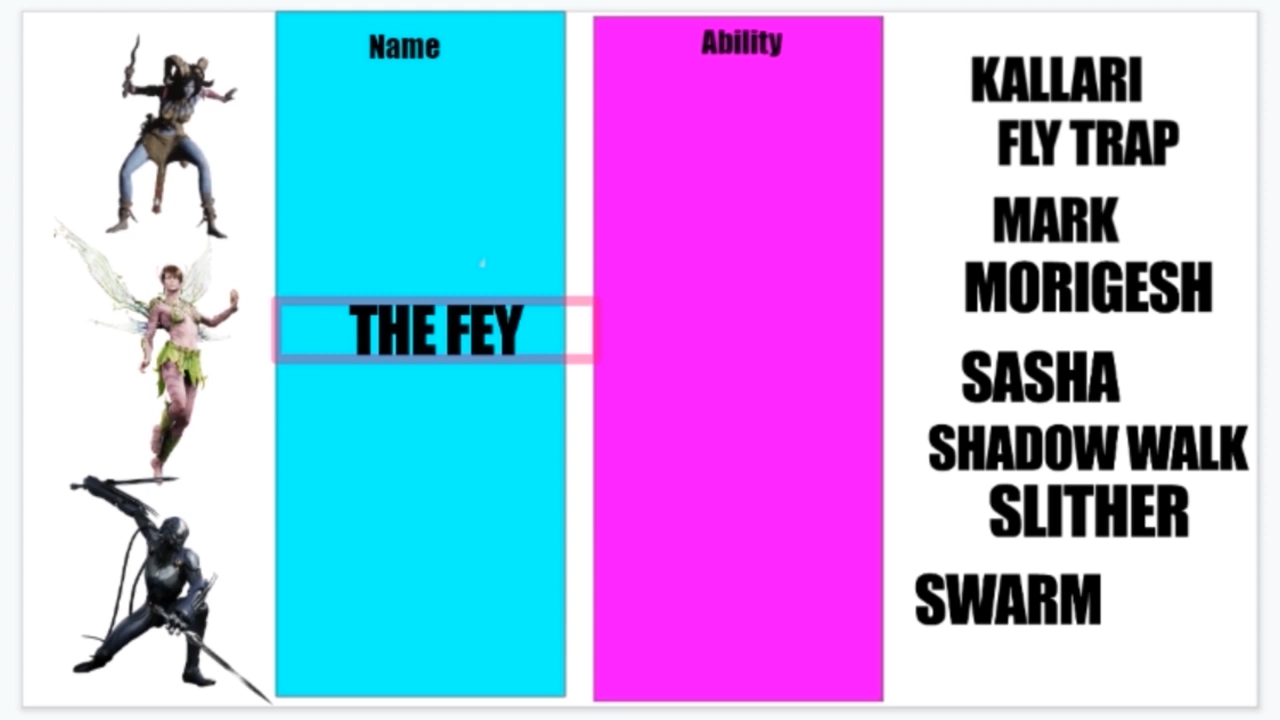 Name
Ability
THE FEY
KALLARI
FLY TRAP
MARK
MORIGESH
SASHA
SHADOW WALK
SLITHER
SWARM